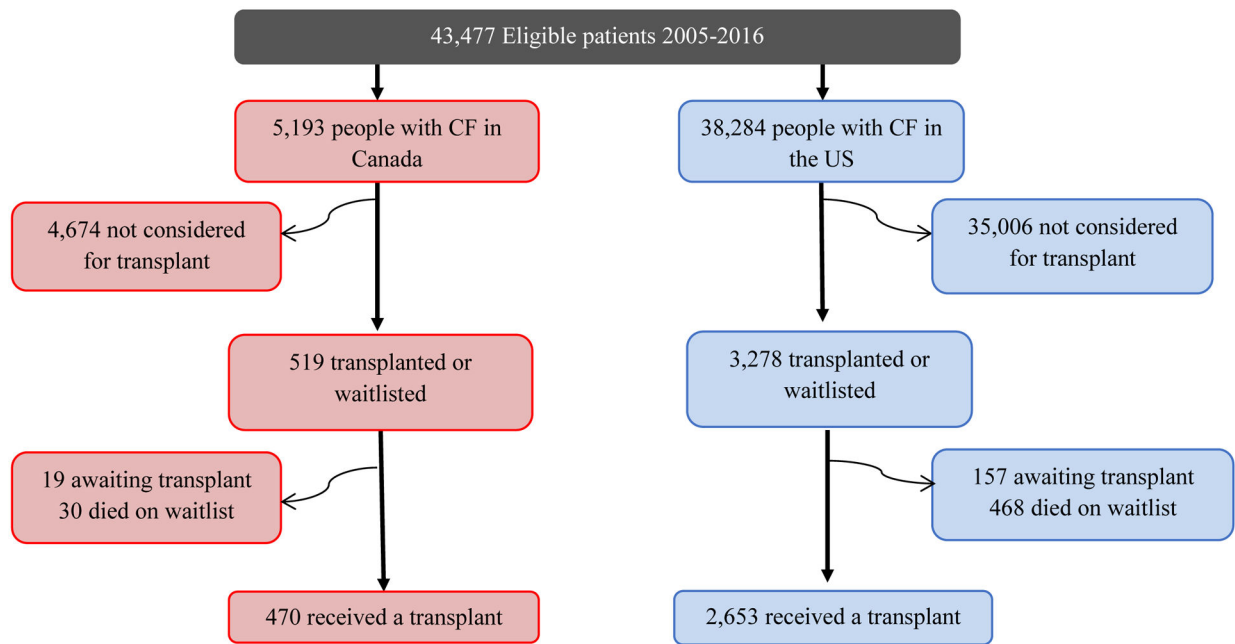 43,477 Eligible patients 2005-2016
5,193 people with CF in
Canada
38,284 people with CF in
the US
4,674 not considered
for transplant
35,006 not considered
for transplant
519 transplanted or
waitlisted
3,278 transplanted or
waitlisted
19 awaiting transplant
30 died on waitlist
157 awaiting transplant
468 died on waitlist
470 received a transplant
2,653 received a transplant